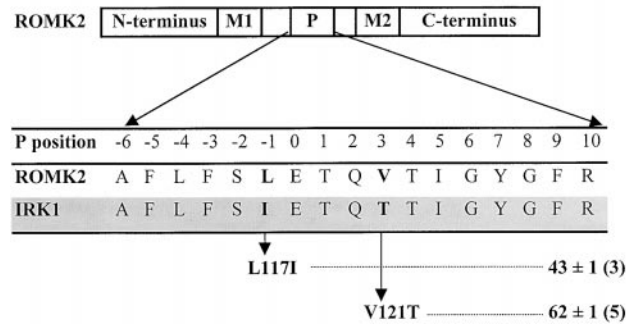 ROMK2 N-terminus M1 P M2 C-terminus
P position -6 -5 -4 -3 -2 -1 0 1 2 3 4 5 6 7 8 9 10
ROMK2 A F L F S L E T Q V T I G Y G F R
IRK1 A F L F S I E T Q T T I G Y G F R
L117I 43 ± 1 (3)
V121T 62 ± 1 (5)